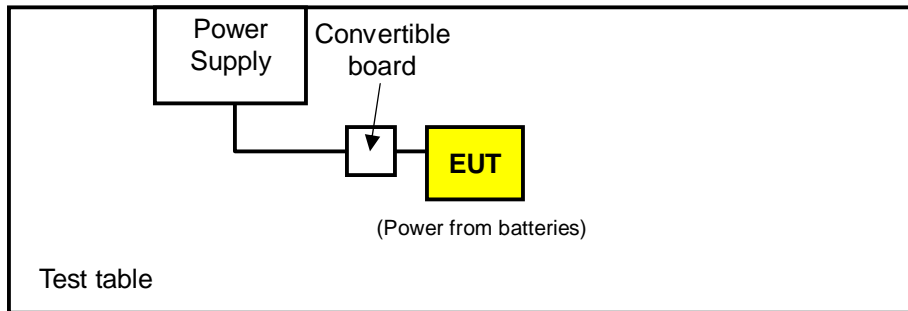 Power
Supply
Convertible
board
EUT
(Power from batteries)
Test table